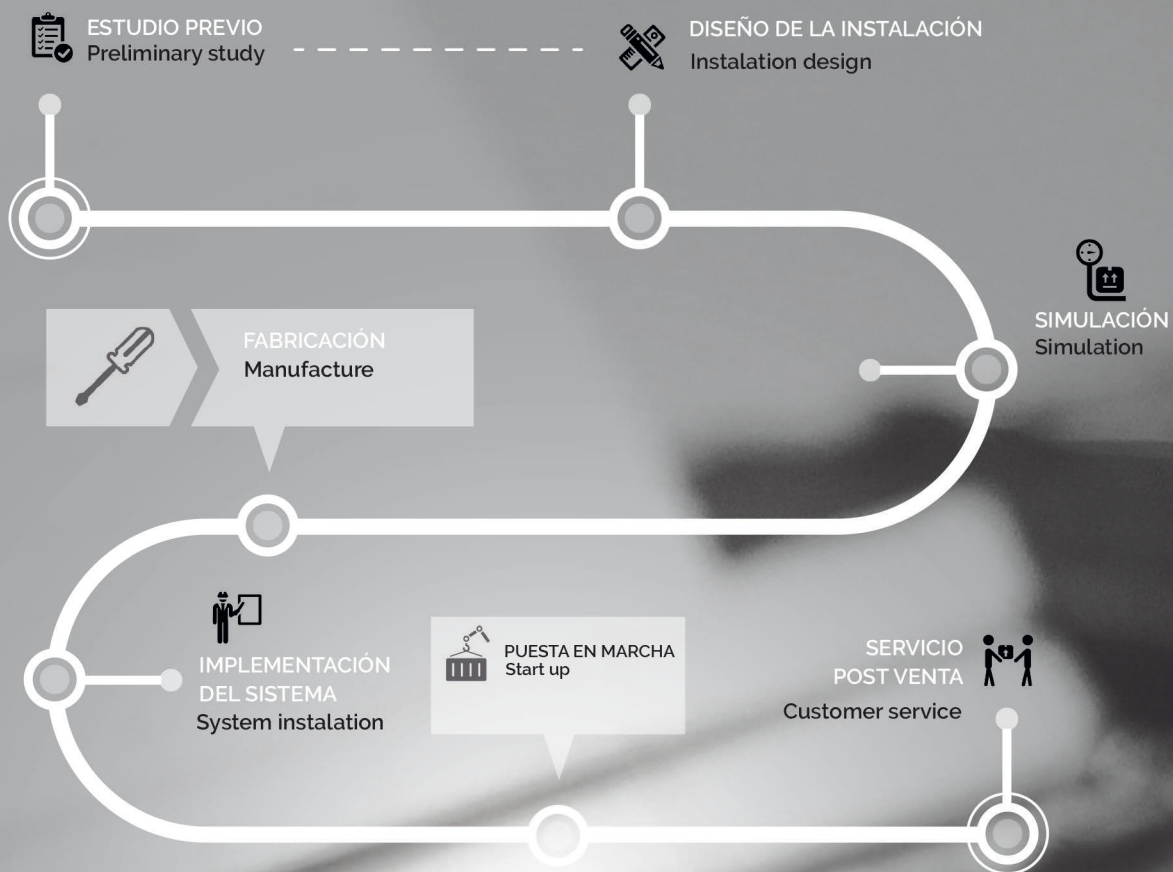 ESTUDIO PREVIO
Preliminary study
DISEÑO DE LA INSTALACIÓN
Instalation design
SIMULACIÓN
Simulation
FABRICACIÓN
Manufacture
IMPLEMENTACIÓN
DEL SISTEMA
System instalation
PUESTA EN MARCHA
Start up
SERVICIO
POST VENTA
Customer service